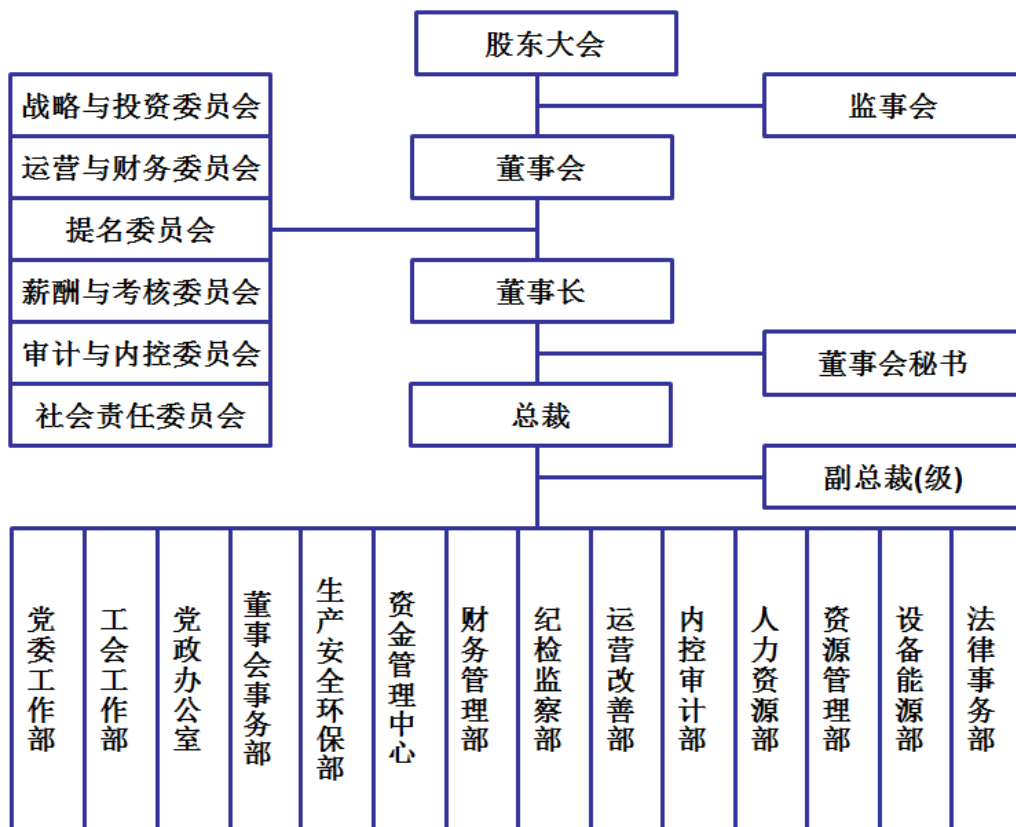 股东大会
战略与投资委员会
监事会
运营与财务委员会
董事会
提名委员会
薪酬与考核委员会
董事长
审计与内控委员会
董事会秘书
社会责任委员会
总裁
副总裁(级)
党委工作部
工会工作部
党政办公室
董事会事务部
生产安全环保部
资金管理中心
财务管理部
纪检监察部
运营改善部
内控审计部
人力资源部
资源管理部
设备能源部
法律事务部